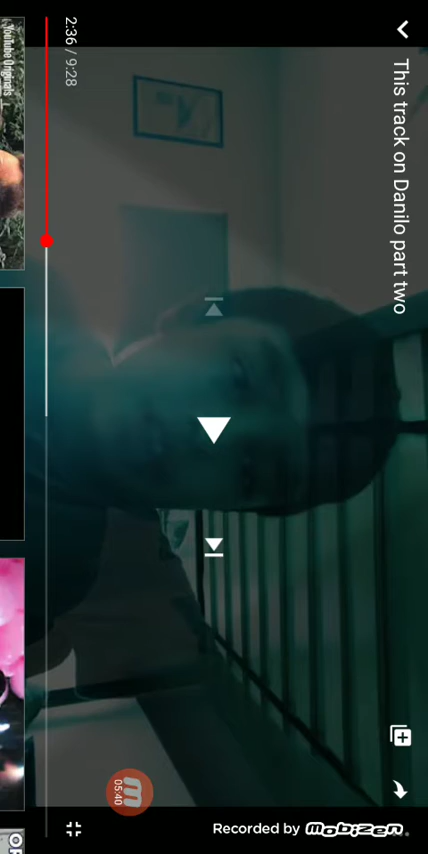 This track on Danilo part two
2:36 / 9:28
YouTube Originals
05:40
Recorded by MOBIZEN